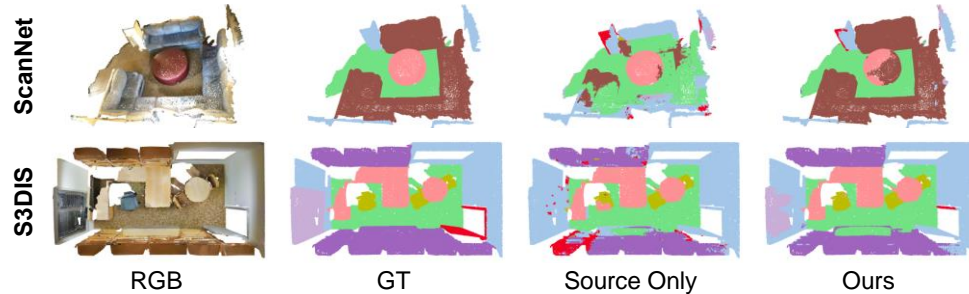 ScanNet
S3DIS
RGB
GT
Source Only
Ours